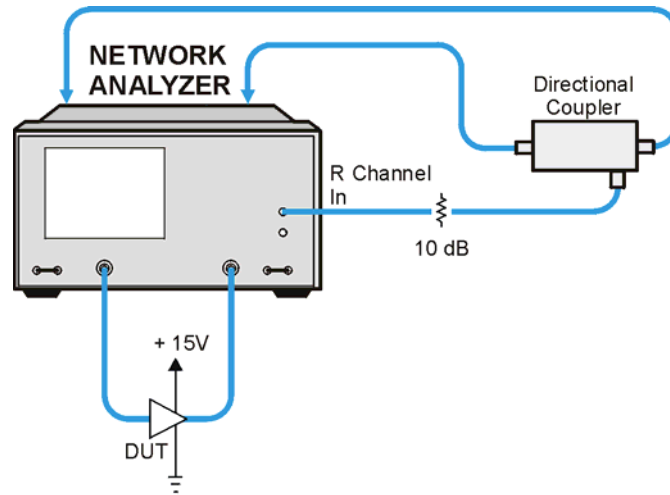 NETWORK
ANALYZER
Directional
Coupler
R Channel
In
10 dB
+ 15V
DUT